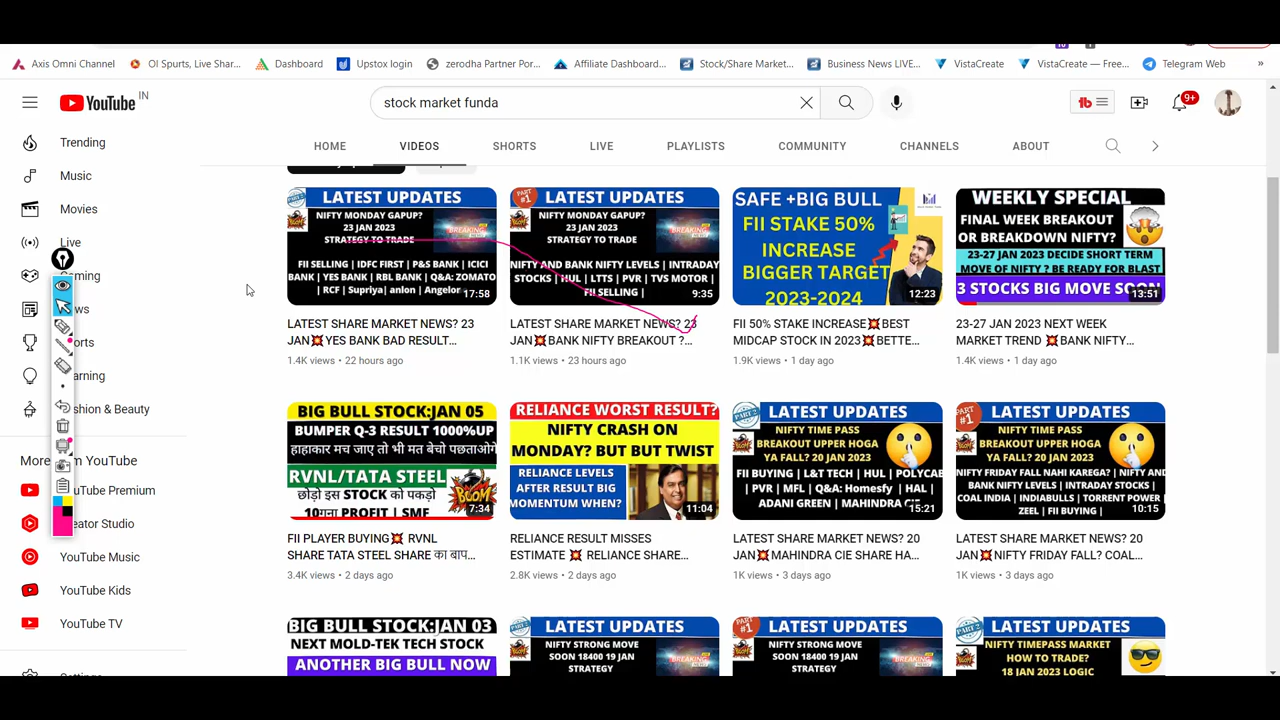 Axis Omni Channel
OI Spurts, Live Shar...
Dashboard
Upstox login
zerodha Partner Por...
Affiliate Dashboard...
Stock/Share Market...
Business News LIVE...
VistaCreate
VistaCreate — Free...
Telegram Web
»
YouTube IN
stock market funda
9+
HOME
VIDEOS
SHORTS
LIVE
PLAYLISTS
COMMUNITY
CHANNELS
ABOUT
Trending
Music
Movies
Live
Gaming
Fashion & Beauty
More from YouTube
YouTube Premium
Creator Studio
YouTube Music
YouTube Kids
YouTube TV
LATEST UPDATES
NIFTY MONDAY GAPUP?
23 JAN 2023
STRATEGY TO TRADE
FII SELLING | IDFC FIRST | P&S BANK | ICICI
BANK | YES BANK | RBL BANK | Q&A: ZOMATO
| RCF | Supriya| anlon | Angelon
17:58
LATEST SHARE MARKET NEWS? 23
JAN💥YES BANK BAD RESULT...
1.4K views • 22 hours ago
PART #1
LATEST UPDATES
NIFTY MONDAY GAPUP?
23 JAN 2023
STRATEGY TO TRADE
NIFTY AND BANK NIFTY LEVELS | INTRADAY
STOCKS | HUL | LTTS | PVR | TVS MOTOR |
FII SELLING |
9:35
LATEST SHARE MARKET NEWS? 23
JAN💥BANK NIFTY BREAKOUT ?...
1.1K views • 23 hours ago
SAFE +BIG BULL
FII STAKE 50%
INCREASE
BIGGER TARGET
2023-2024
12:23
FII 50% STAKE INCREASE💥BEST
MIDCAP STOCK IN 2023💥BETTE...
1.9K views • 1 day ago
WEEKLY SPECIAL
FINAL WEEK BREAKOUT
OR BREAKDOWN NIFTY?
23-27 JAN 2023 DECIDE SHORT TERM
MOVE OF NIFTY ? BE READY FOR BLAST
3 STOCKS BIG MOVE SOON
13:51
23-27 JAN 2023 NEXT WEEK
MARKET TREND 💥BANK NIFTY...
1.4K views • 1 day ago
BIG BULL STOCK:JAN 05
BUMPER Q-3 RESULT 1000%UP
हाहाकार मच जाए तो भी मत बेचो पछताओगे
RVNL/TATA STEEL
छोड़ो इस STOCK को पकड़ो
10गुना PROFIT | SMF
BOOM
7:34
FII PLAYER BUYING💥 RVNL
SHARE TATA STEEL SHARE का बाप...
3.4K views • 2 days ago
RELIANCE WORST RESULT?
NIFTY CRASH ON
MONDAY? BUT BUT TWIST
RELIANCE LEVELS
AFTER RESULT BIG
MOMENTUM WHEN?
11:04
RELIANCE RESULT MISSES
ESTIMATE 💥 RELIANCE SHARE...
2.8K views • 2 days ago
PART 2
LATEST UPDATES
NIFTY TIME PASS
BREAKOUT UPPER HOGA
YA FALL? 20 JAN 2023
FII BUYING | L&T TECH | HUL | POLYCAB
| PVR | MFL | Q&A: Homesfy | HAL |
ADANI GREEN | MAHINDRA
15:21
LATEST SHARE MARKET NEWS? 20
JAN💥MAHINDRA CIE SHARE HA...
1K views • 3 days ago
PART #1
LATEST UPDATES
NIFTY TIME PASS
BREAKOUT UPPER HOGA
YA FALL? 20 JAN 2023
NIFTY FRIDAY FALL NAHI KAREGA? | NIFTY AND
BANK NIFTY LEVELS | INTRADAY STOCKS |
COAL INDIA | INDIABULLS | TORRENT POWER |
ZEEL | FII BUYING |
10:15
LATEST SHARE MARKET NEWS? 20
JAN💥NIFTY FRIDAY FALL? COAL...
1K views • 3 days ago
BIG BULL STOCK:JAN 03
NEXT MOLD-TEK TECH STOCK
ANOTHER BIG BULL NOW
LATEST UPDATES
NIFTY STRONG MOVE
SOON 18400 19 JAN
STRATEGY
LATEST UPDATES
NIFTY STRONG MOVE
SOON 18400 19 JAN
STRATEGY
LATEST UPDATES
NIFTY TIMEPASS MARKET
HOW TO TRADE?
18 JAN 2023 LOGIC